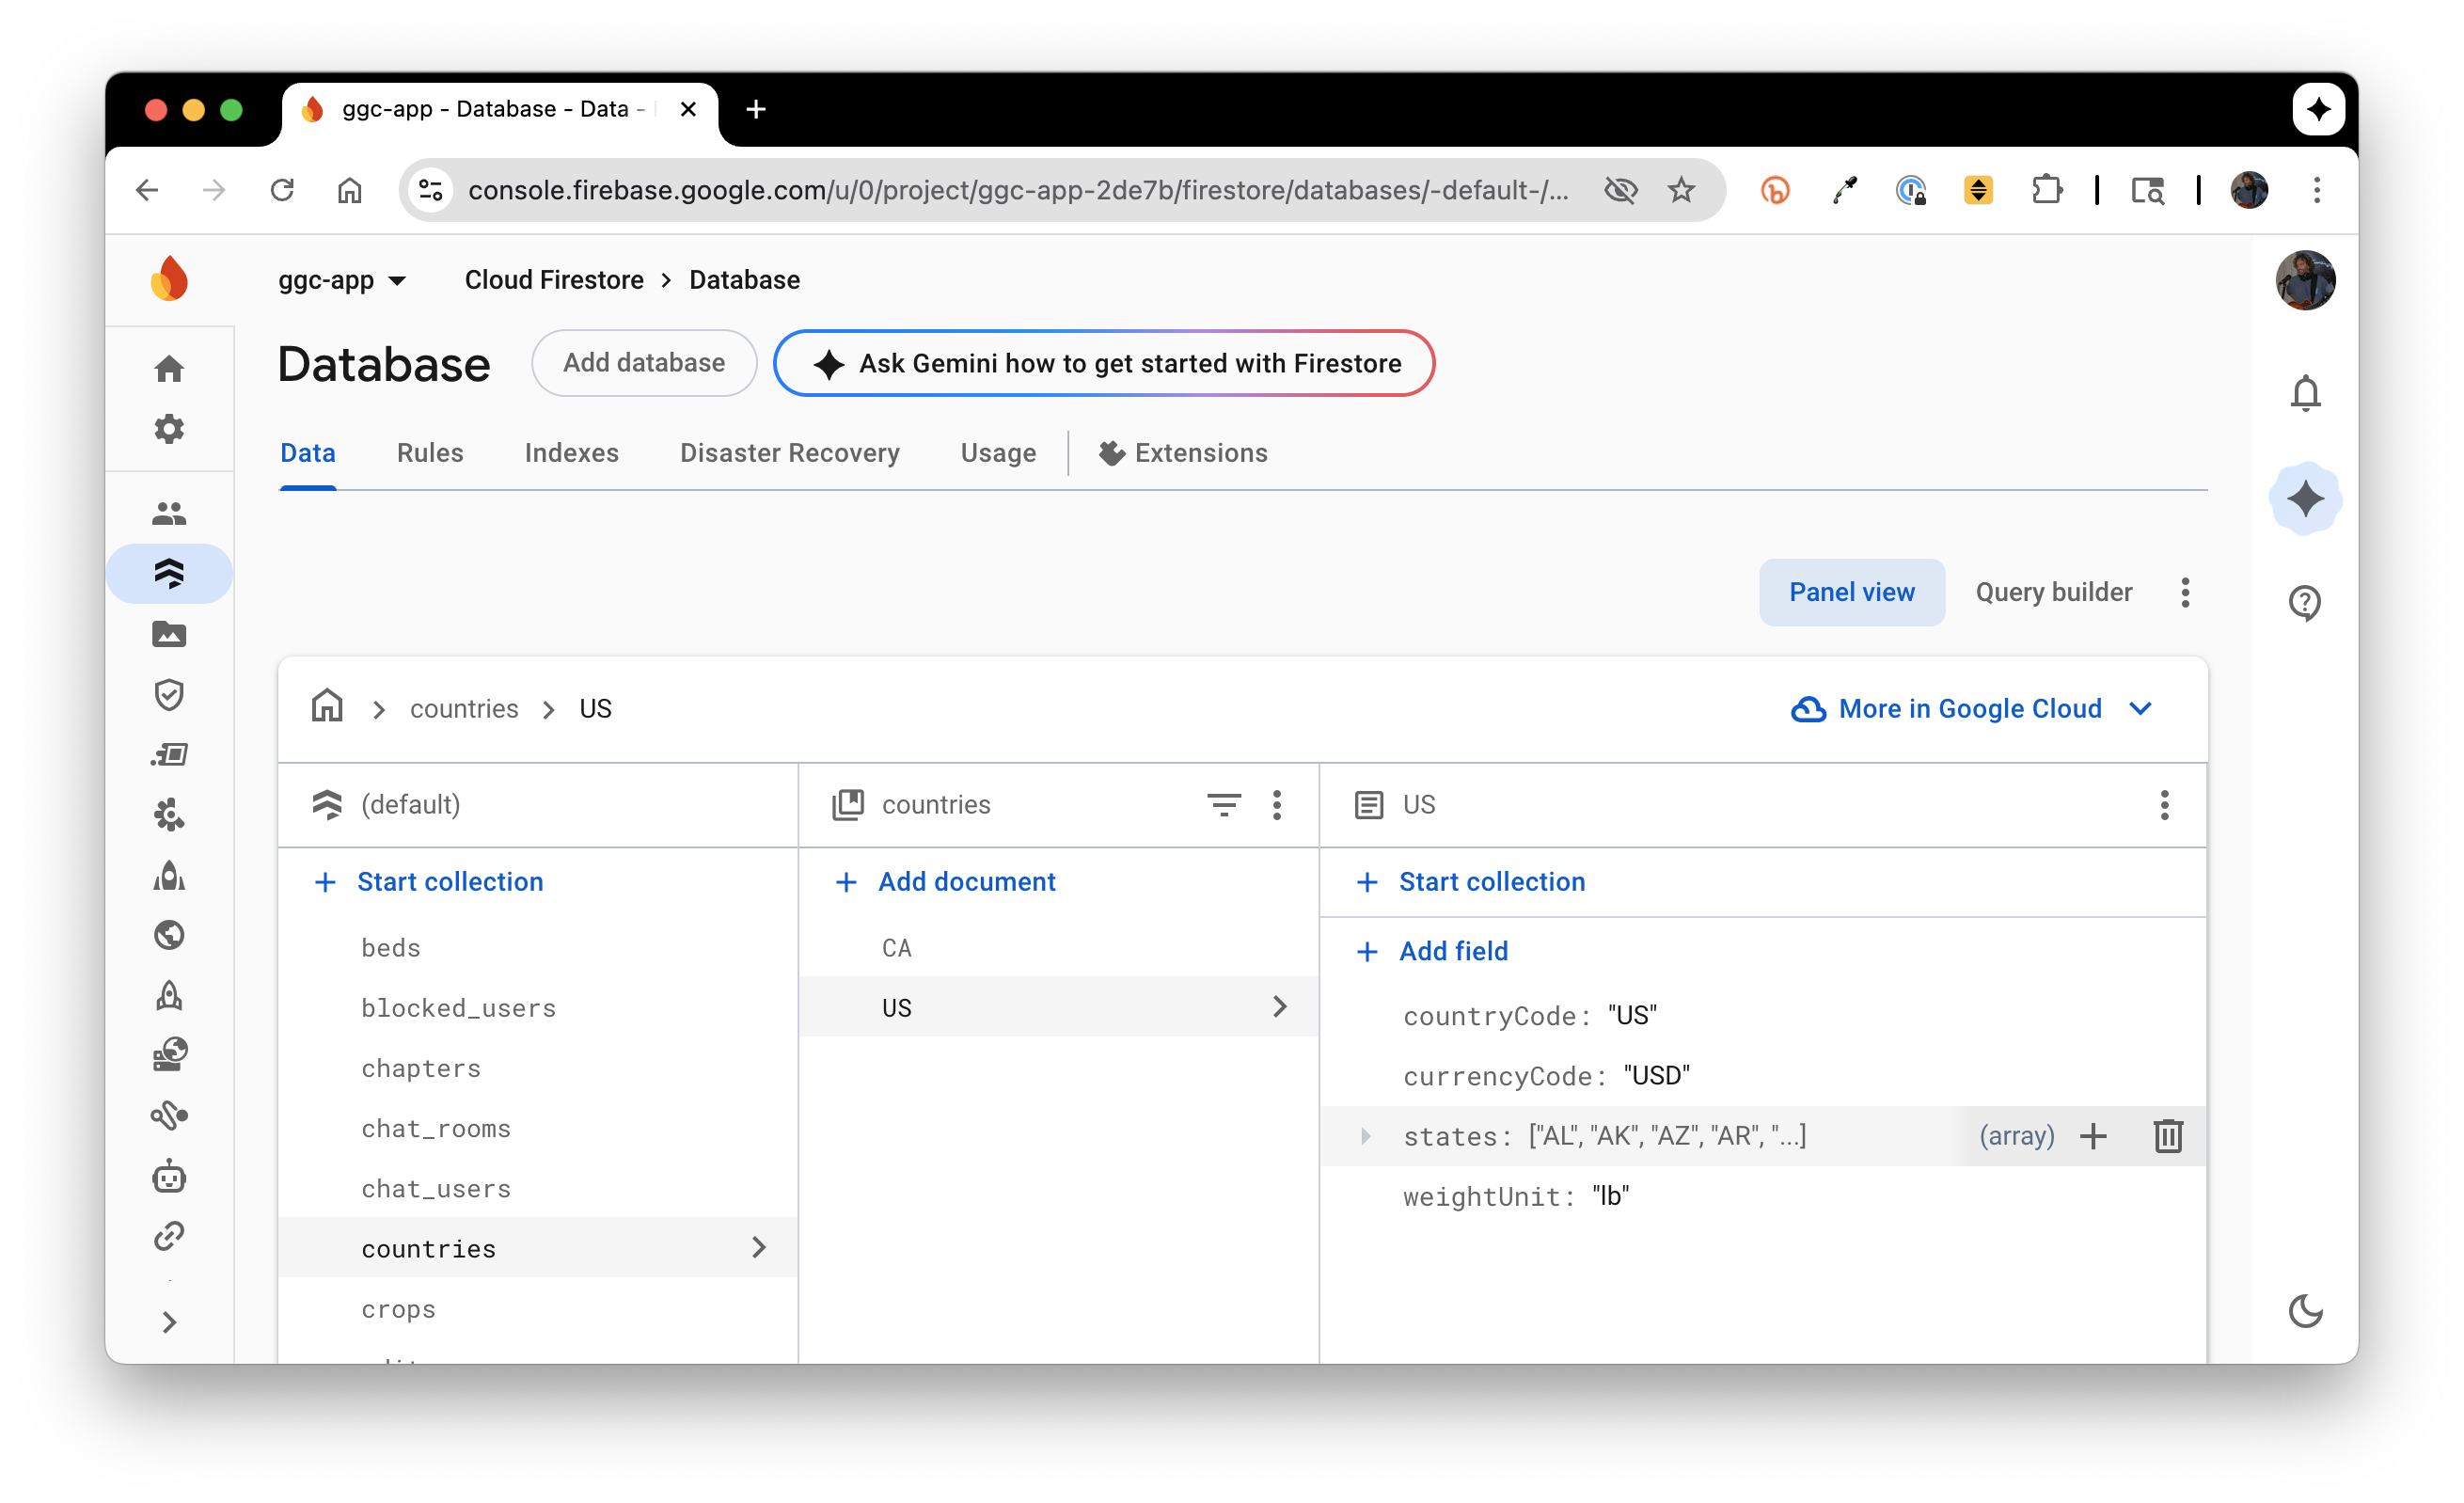 ggc-app - Database - Data -
console.firebase.google.com/u/0/project/ggc-app-2de7b/firestore/databases/-default-/...
ggc-app
Cloud Firestore > Database
Database
Add database
Ask Gemini how to get started with Firestore
Data
Rules
Indexes
Disaster Recovery
Usage
Extensions
Panel view
Query builder
countries > US
More in Google Cloud
(default)
+ Start collection
beds
blocked_users
chapters
chat_rooms
chat_users
countries
crops
countries
+ Add document
CA
US
US
+ Start collection
+ Add field
countryCode: "US"
currencyCode: "USD"
states: ["AL", "AK", "AZ", "AR", "...]
(array)
weightUnit: "lb"